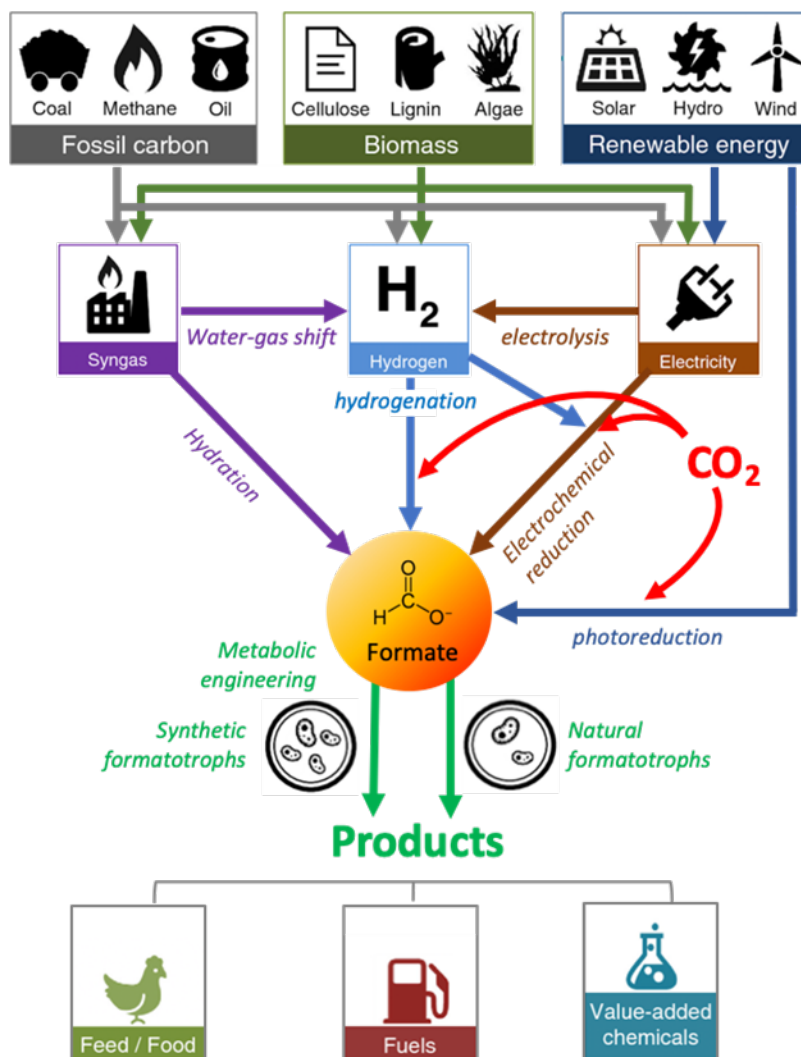 Coal Methane Oil
Fossil carbon
Cellulose Lignin Algae
Biomass
Solar Hydro Wind
Renewable energy
Water-gas shift
electrolysis
H2
Syngas
Hydrogen
Electricity
hydrogenation
Hydration
CO2
Electrochemical
reduction
O
H C O−
Formate
photoreduction
Metabolic
engineering
Synthetic
formatotrophs
Natural
formatotrophs
Products
Feed / Food
Fuels
Value-added
chemicals